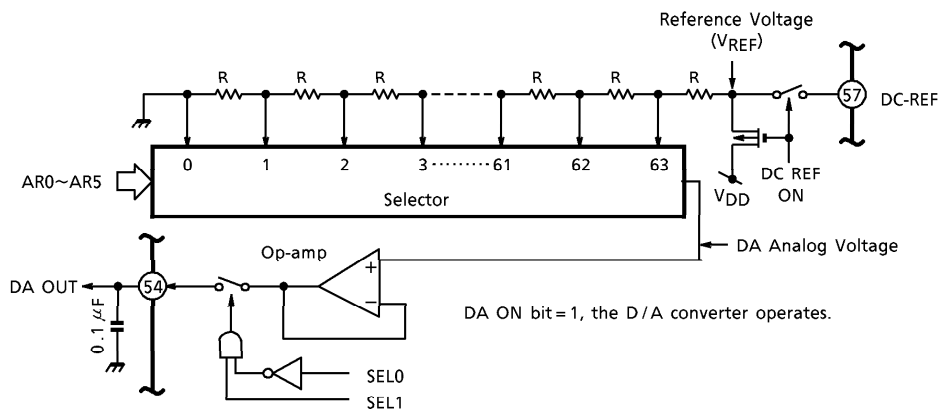 Reference Voltage
(VREF)
R R R R R R
57 DC-REF
0 1 2 3 ········ 61 62 63
AR0~AR5
Selector
VDD
DC REF
ON
Op-amp
DA Analog Voltage
+
−
DA OUT
54
0.1 μF
DA ON bit = 1, the D/A converter operates.
SEL0
SEL1